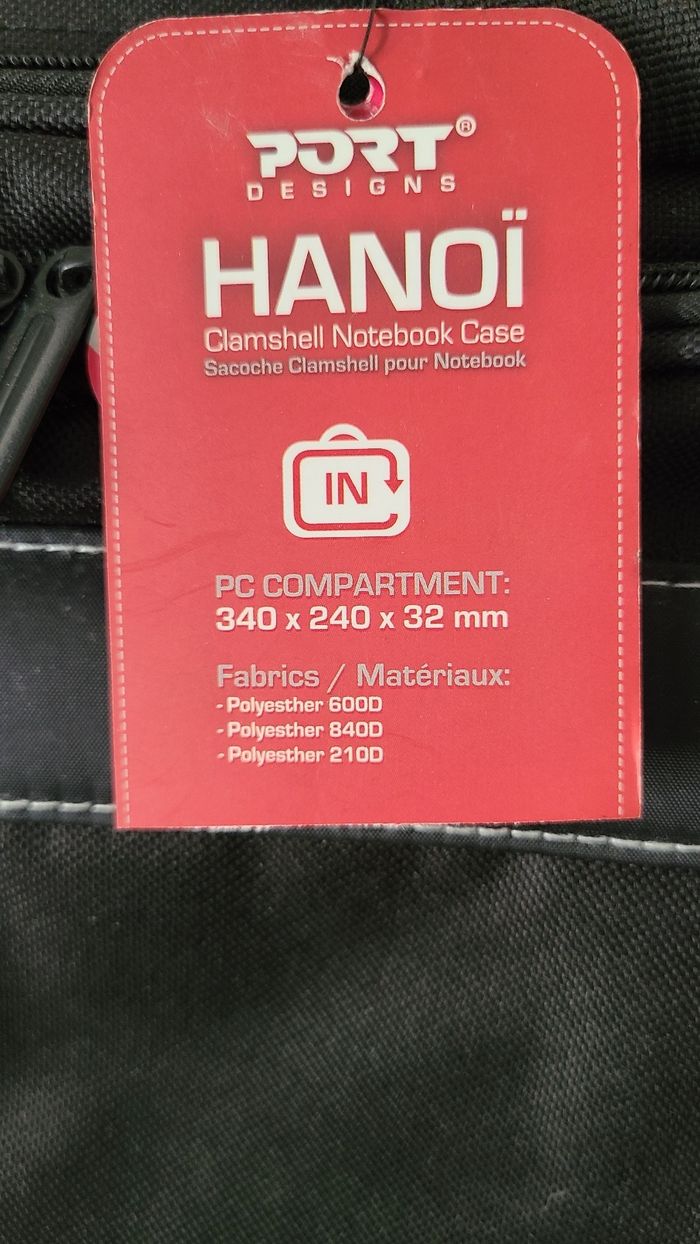 PORT®
DESIGNS
HANOÏ
Clamshell Notebook Case
Sacoche Clamshell pour Notebook
IN
PC COMPARTMENT:
340 x 240 x 32 mm
Fabrics / Matériaux:
- Polyesther 600D
- Polyesther 840D
- Polyesther 210D